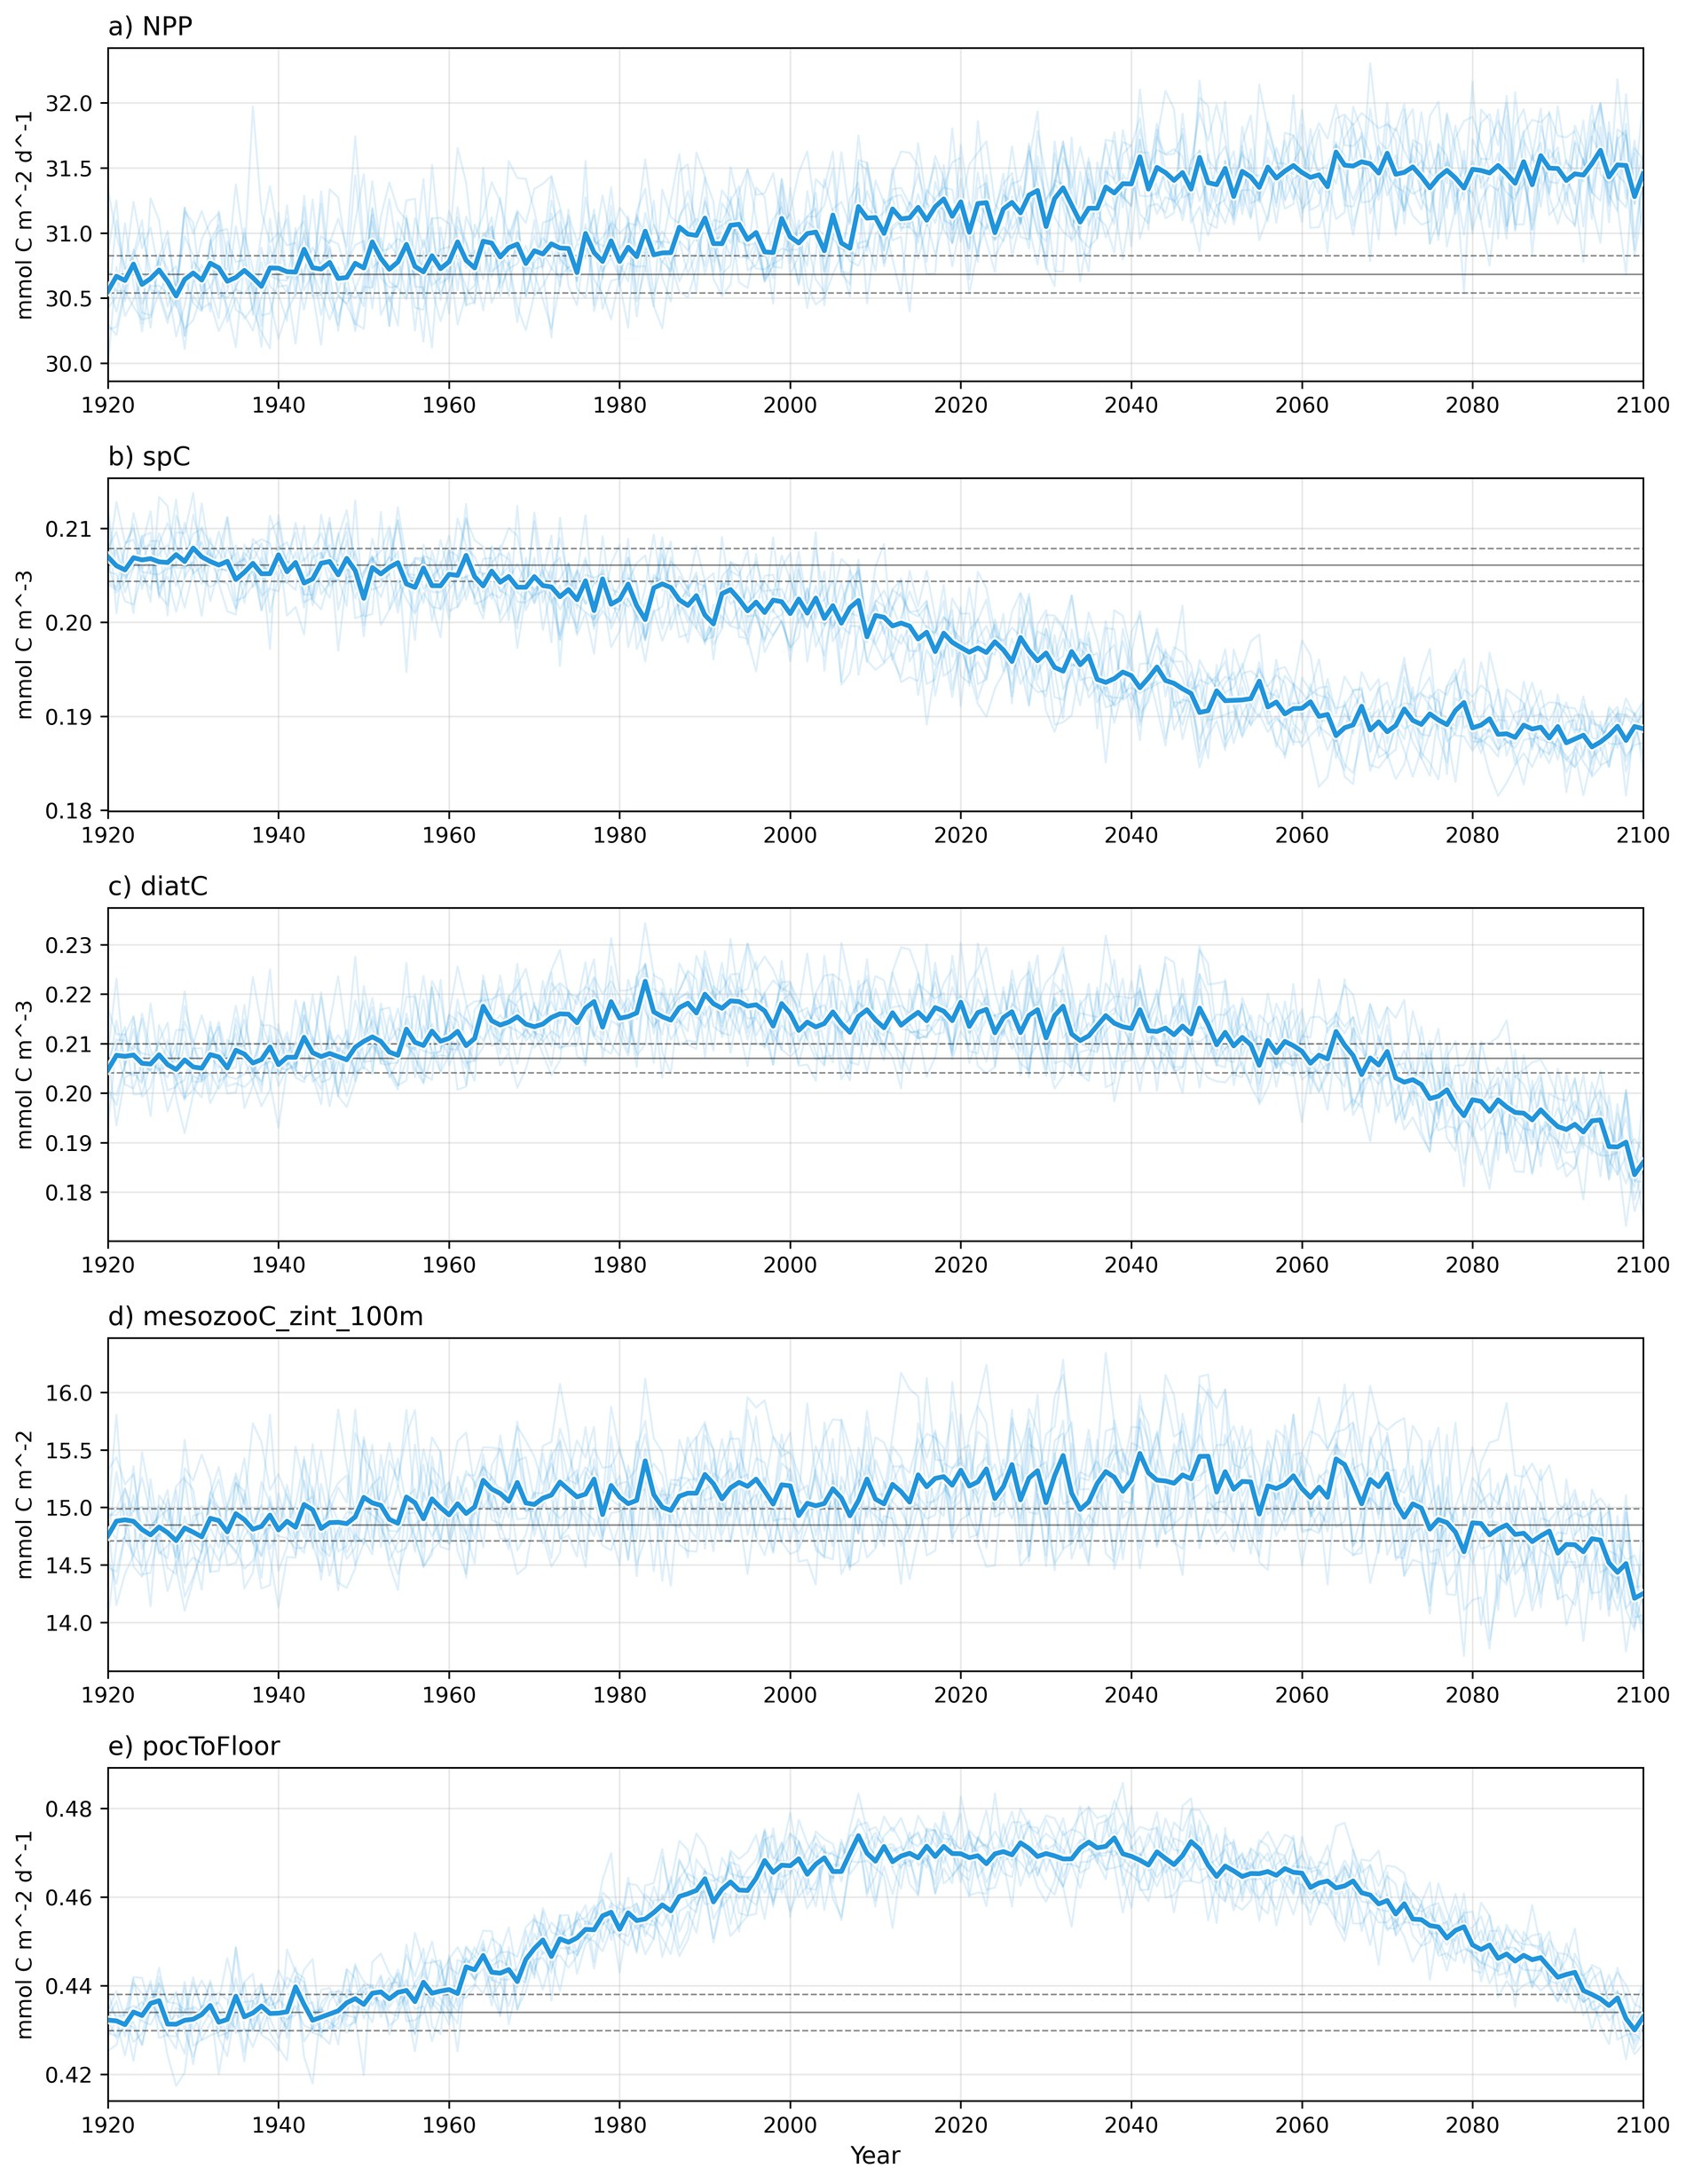 a) NPP
mmol C m^-2 d^-1
32.0
31.5
31.0
30.5
30.0
1920 1940 1960 1980 2000 2020 2040 2060 2080 2100
b) spC
mmol C m^-3
0.21
0.20
0.19
0.18
1920 1940 1960 1980 2000 2020 2040 2060 2080 2100
c) diatC
mmol C m^-3
0.23
0.22
0.21
0.20
0.19
0.18
1920 1940 1960 1980 2000 2020 2040 2060 2080 2100
d) mesozooC_zint_100m
mmol C m^-2
16.0
15.5
15.0
14.5
14.0
1920 1940 1960 1980 2000 2020 2040 2060 2080 2100
e) pocToFloor
mmol C m^-2 d^-1
0.48
0.46
0.44
0.42
1920 1940 1960 1980 2000 2020 2040 2060 2080 2100
Year